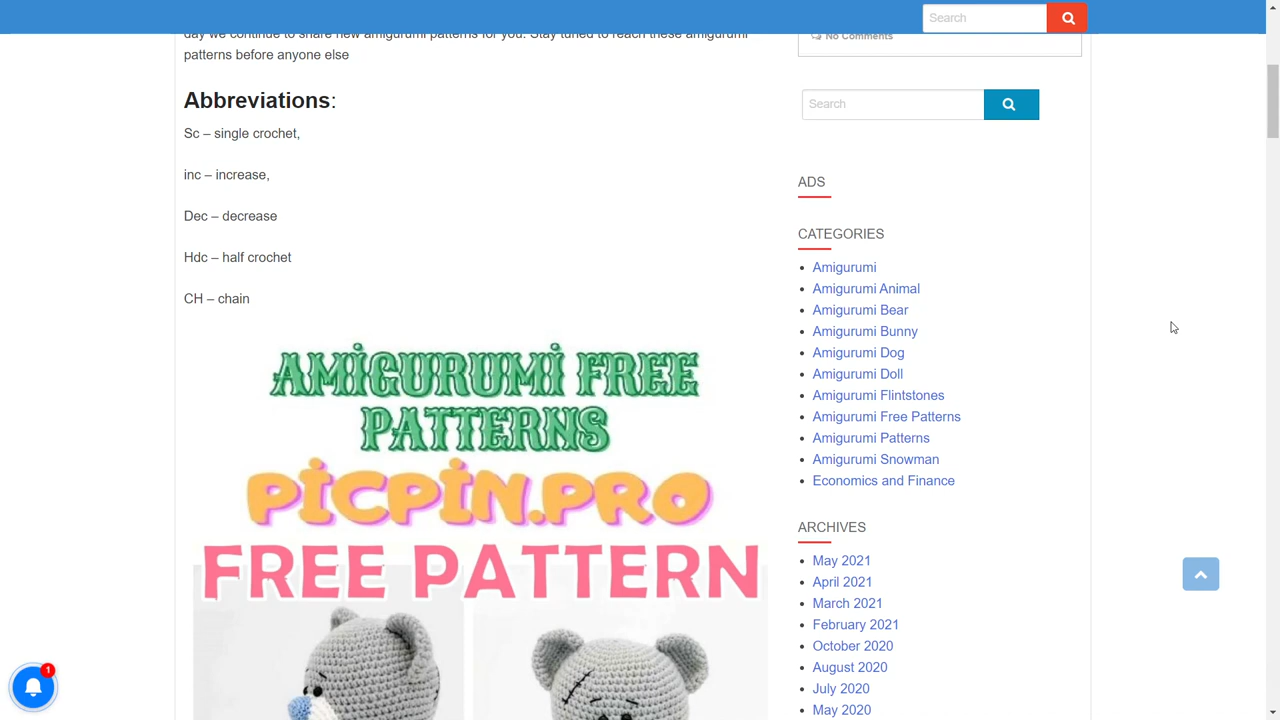 Search
day we continue to share new amigurumi patterns for you. Stay tuned to reach these amigurumi
patterns before anyone else
Abbreviations:
Sc – single crochet,
inc – increase,
Dec – decrease
Hdc – half crochet
CH – chain
AMİGURUMİ FREE
PATTERNS
PİCPİN.PRO
FREE PATTERN
No Comments
Search
ADS
CATEGORIES
Amigurumi
Amigurumi Animal
Amigurumi Bear
Amigurumi Bunny
Amigurumi Dog
Amigurumi Doll
Amigurumi Flintstones
Amigurumi Free Patterns
Amigurumi Patterns
Amigurumi Snowman
Economics and Finance
ARCHIVES
May 2021
April 2021
March 2021
February 2021
October 2020
August 2020
July 2020
May 2020
1